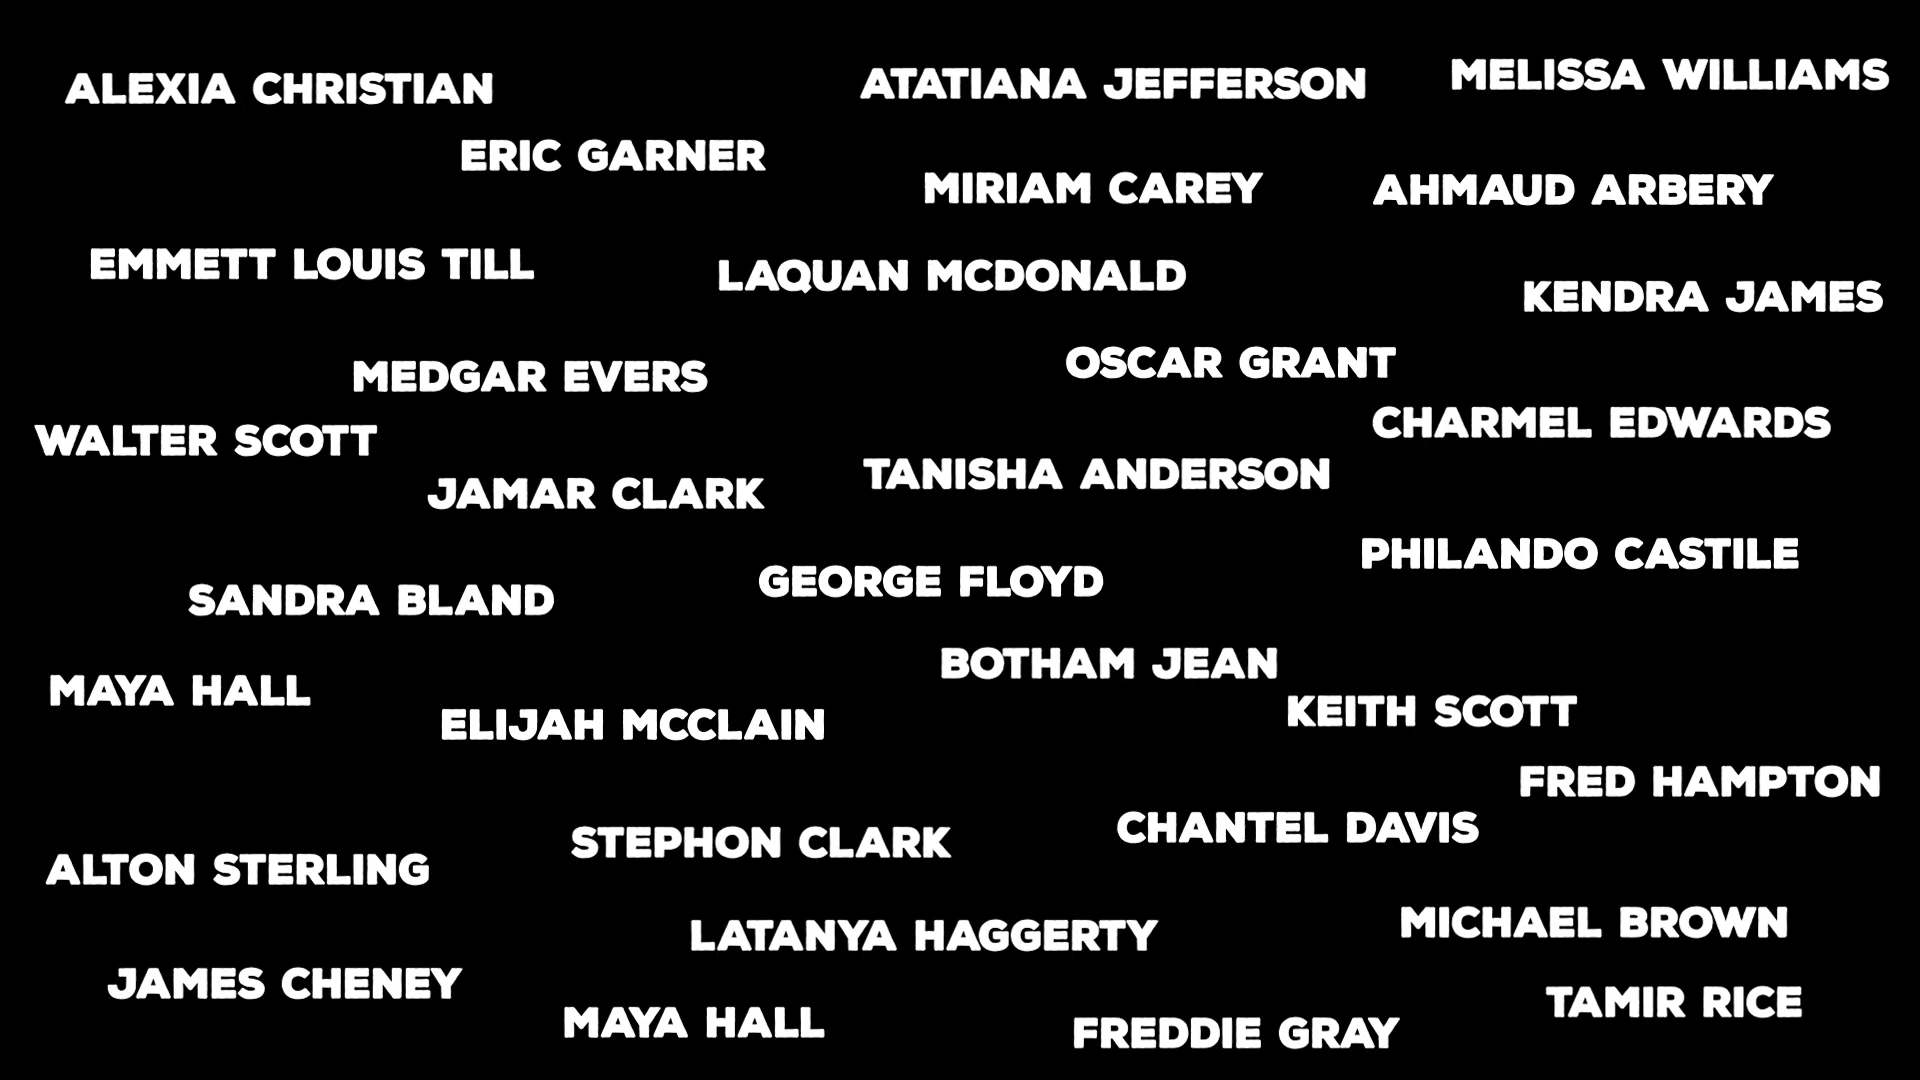 ALEXIA CHRISTIAN
ATATIANA JEFFERSON
MELISSA WILLIAMS
ERIC GARNER
MIRIAM CAREY
AHMAUD ARBERY
EMMETT LOUIS TILL
LAQUAN MCDONALD
KENDRA JAMES
MEDGAR EVERS
OSCAR GRANT
WALTER SCOTT
CHARMEL EDWARDS
JAMAR CLARK
TANISHA ANDERSON
PHILANDO CASTILE
SANDRA BLAND
GEORGE FLOYD
BOTHAM JEAN
MAYA HALL
ELIJAH MCCLAIN
KEITH SCOTT
FRED HAMPTON
STEPHON CLARK
CHANTEL DAVIS
ALTON STERLING
LATANYA HAGGERTY
MICHAEL BROWN
JAMES CHENEY
MAYA HALL
FREDDIE GRAY
TAMIR RICE